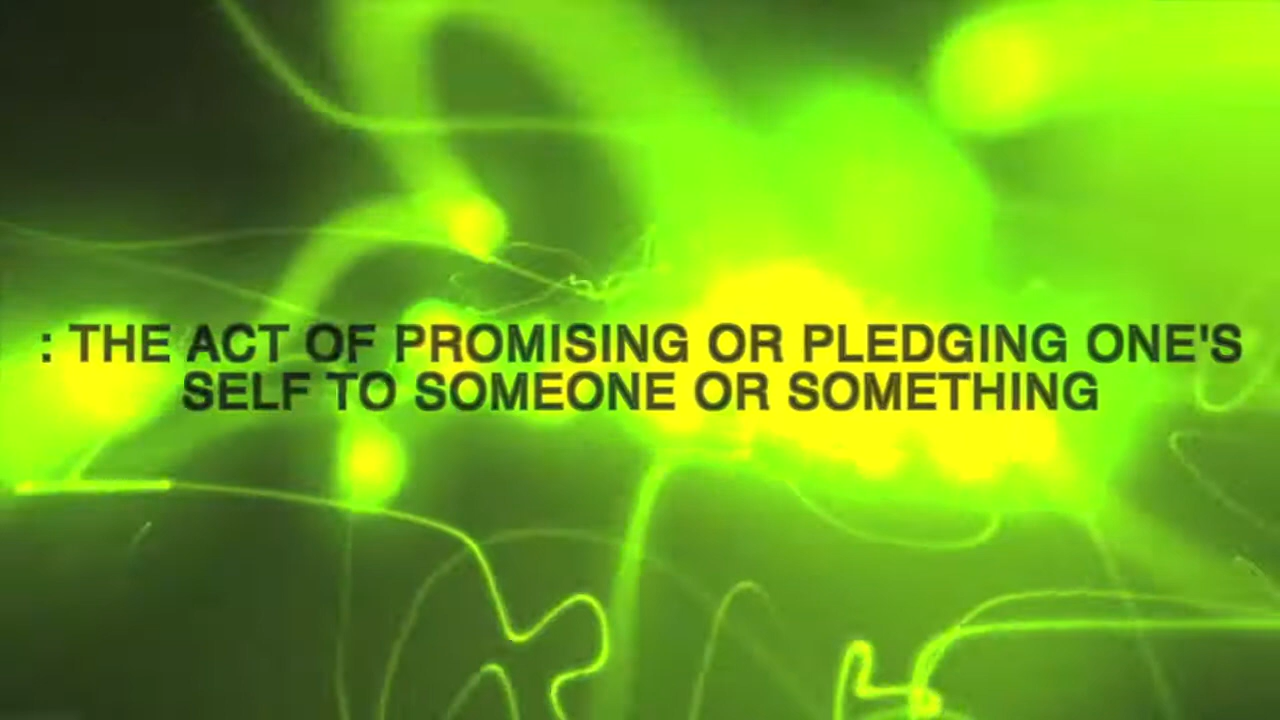 : THE ACT OF PROMISING OR PLEDGING ONE'S
SELF TO SOMEONE OR SOMETHING